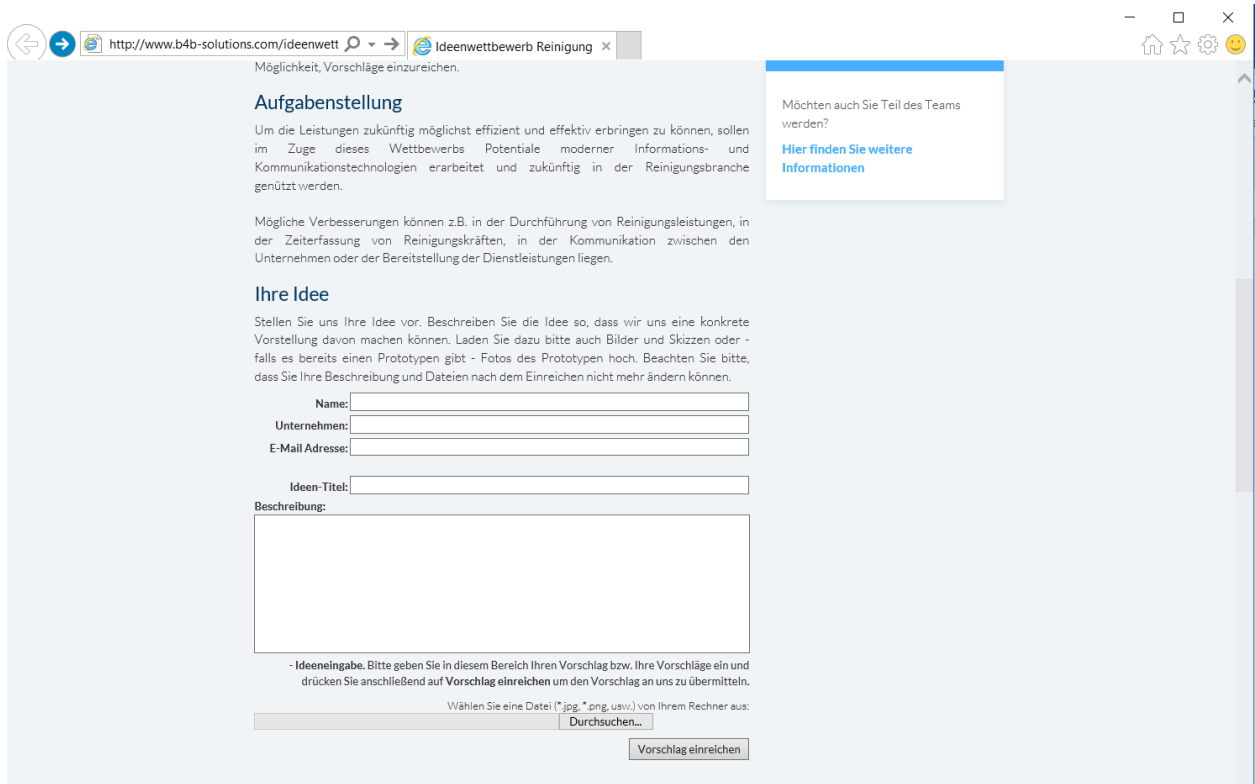 http://www.b4b-solutions.com/ideenwett
Ideenwettbewerb Reinigung
Möglichkeit, Vorschläge einzureichen.
Aufgabenstellung
Um die Leistungen zukünftig möglichst effizient und effektiv erbringen zu können, sollen
im Zuge dieses Wettbewerbs Potentiale moderner Informations- und
Kommunikationstechnologien erarbeitet und zukünftig in der Reinigungsbranche
genützt werden.
Mögliche Verbesserungen können z.B. in der Durchführung von Reinigungsleistungen, in
der Zeiterfassung von Reinigungskräften, in der Kommunikation zwischen den
Unternehmen oder der Bereitstellung der Dienstleistungen liegen.
Ihre Idee
Stellen Sie uns Ihre Idee vor. Beschreiben Sie die Idee so, dass wir uns eine konkrete
Vorstellung davon machen können. Laden Sie dazu bitte auch Bilder und Skizzen oder -
falls es bereits einen Prototypen gibt - Fotos des Prototypen hoch. Beachten Sie bitte,
dass Sie Ihre Beschreibung und Dateien nach dem Einreichen nicht mehr ändern können.
Name:
Unternehmen:
E-Mail Adresse:
Ideen-Titel:
Beschreibung:
- Ideeneingabe. Bitte geben Sie in diesem Bereich Ihren Vorschlag bzw. Ihre Vorschläge ein und
drücken Sie anschließend auf Vorschlag einreichen um den Vorschlag an uns zu übermitteln.
Wählen Sie eine Datei (*.jpg, *.png, usw.) von Ihrem Rechner aus:
Durchsuchen...
Vorschlag einreichen
Möchten auch Sie Teil des Teams
werden?
Hier finden Sie weitere
Informationen